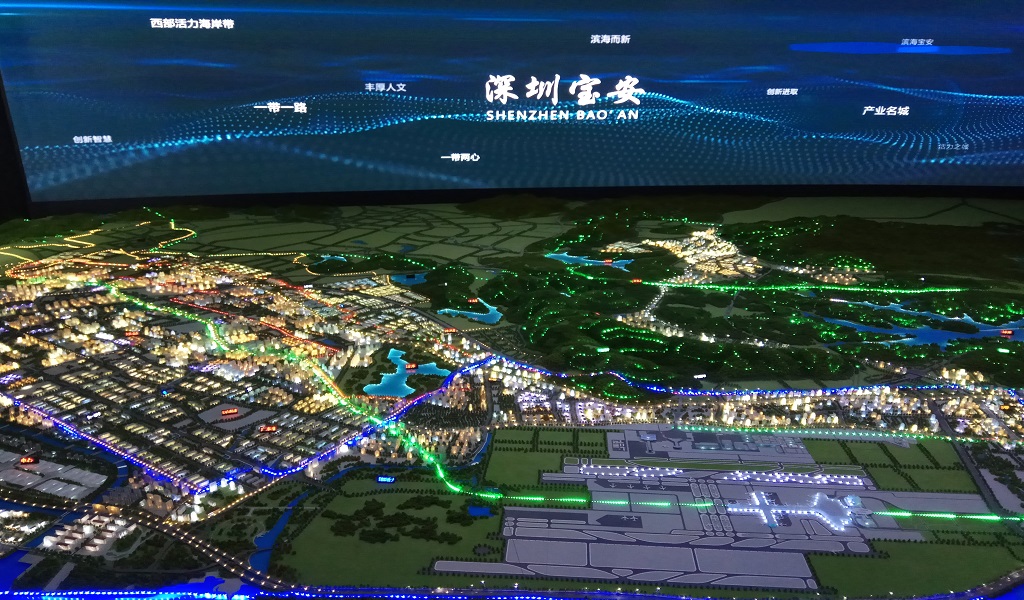 西部活力海岸带
滨海而新
滨海宝安
丰厚人文
深圳宝安
SHENZHEN BAO'AN
创新进取
一带一路
产业名城
创新智慧
活力之城
一带两心